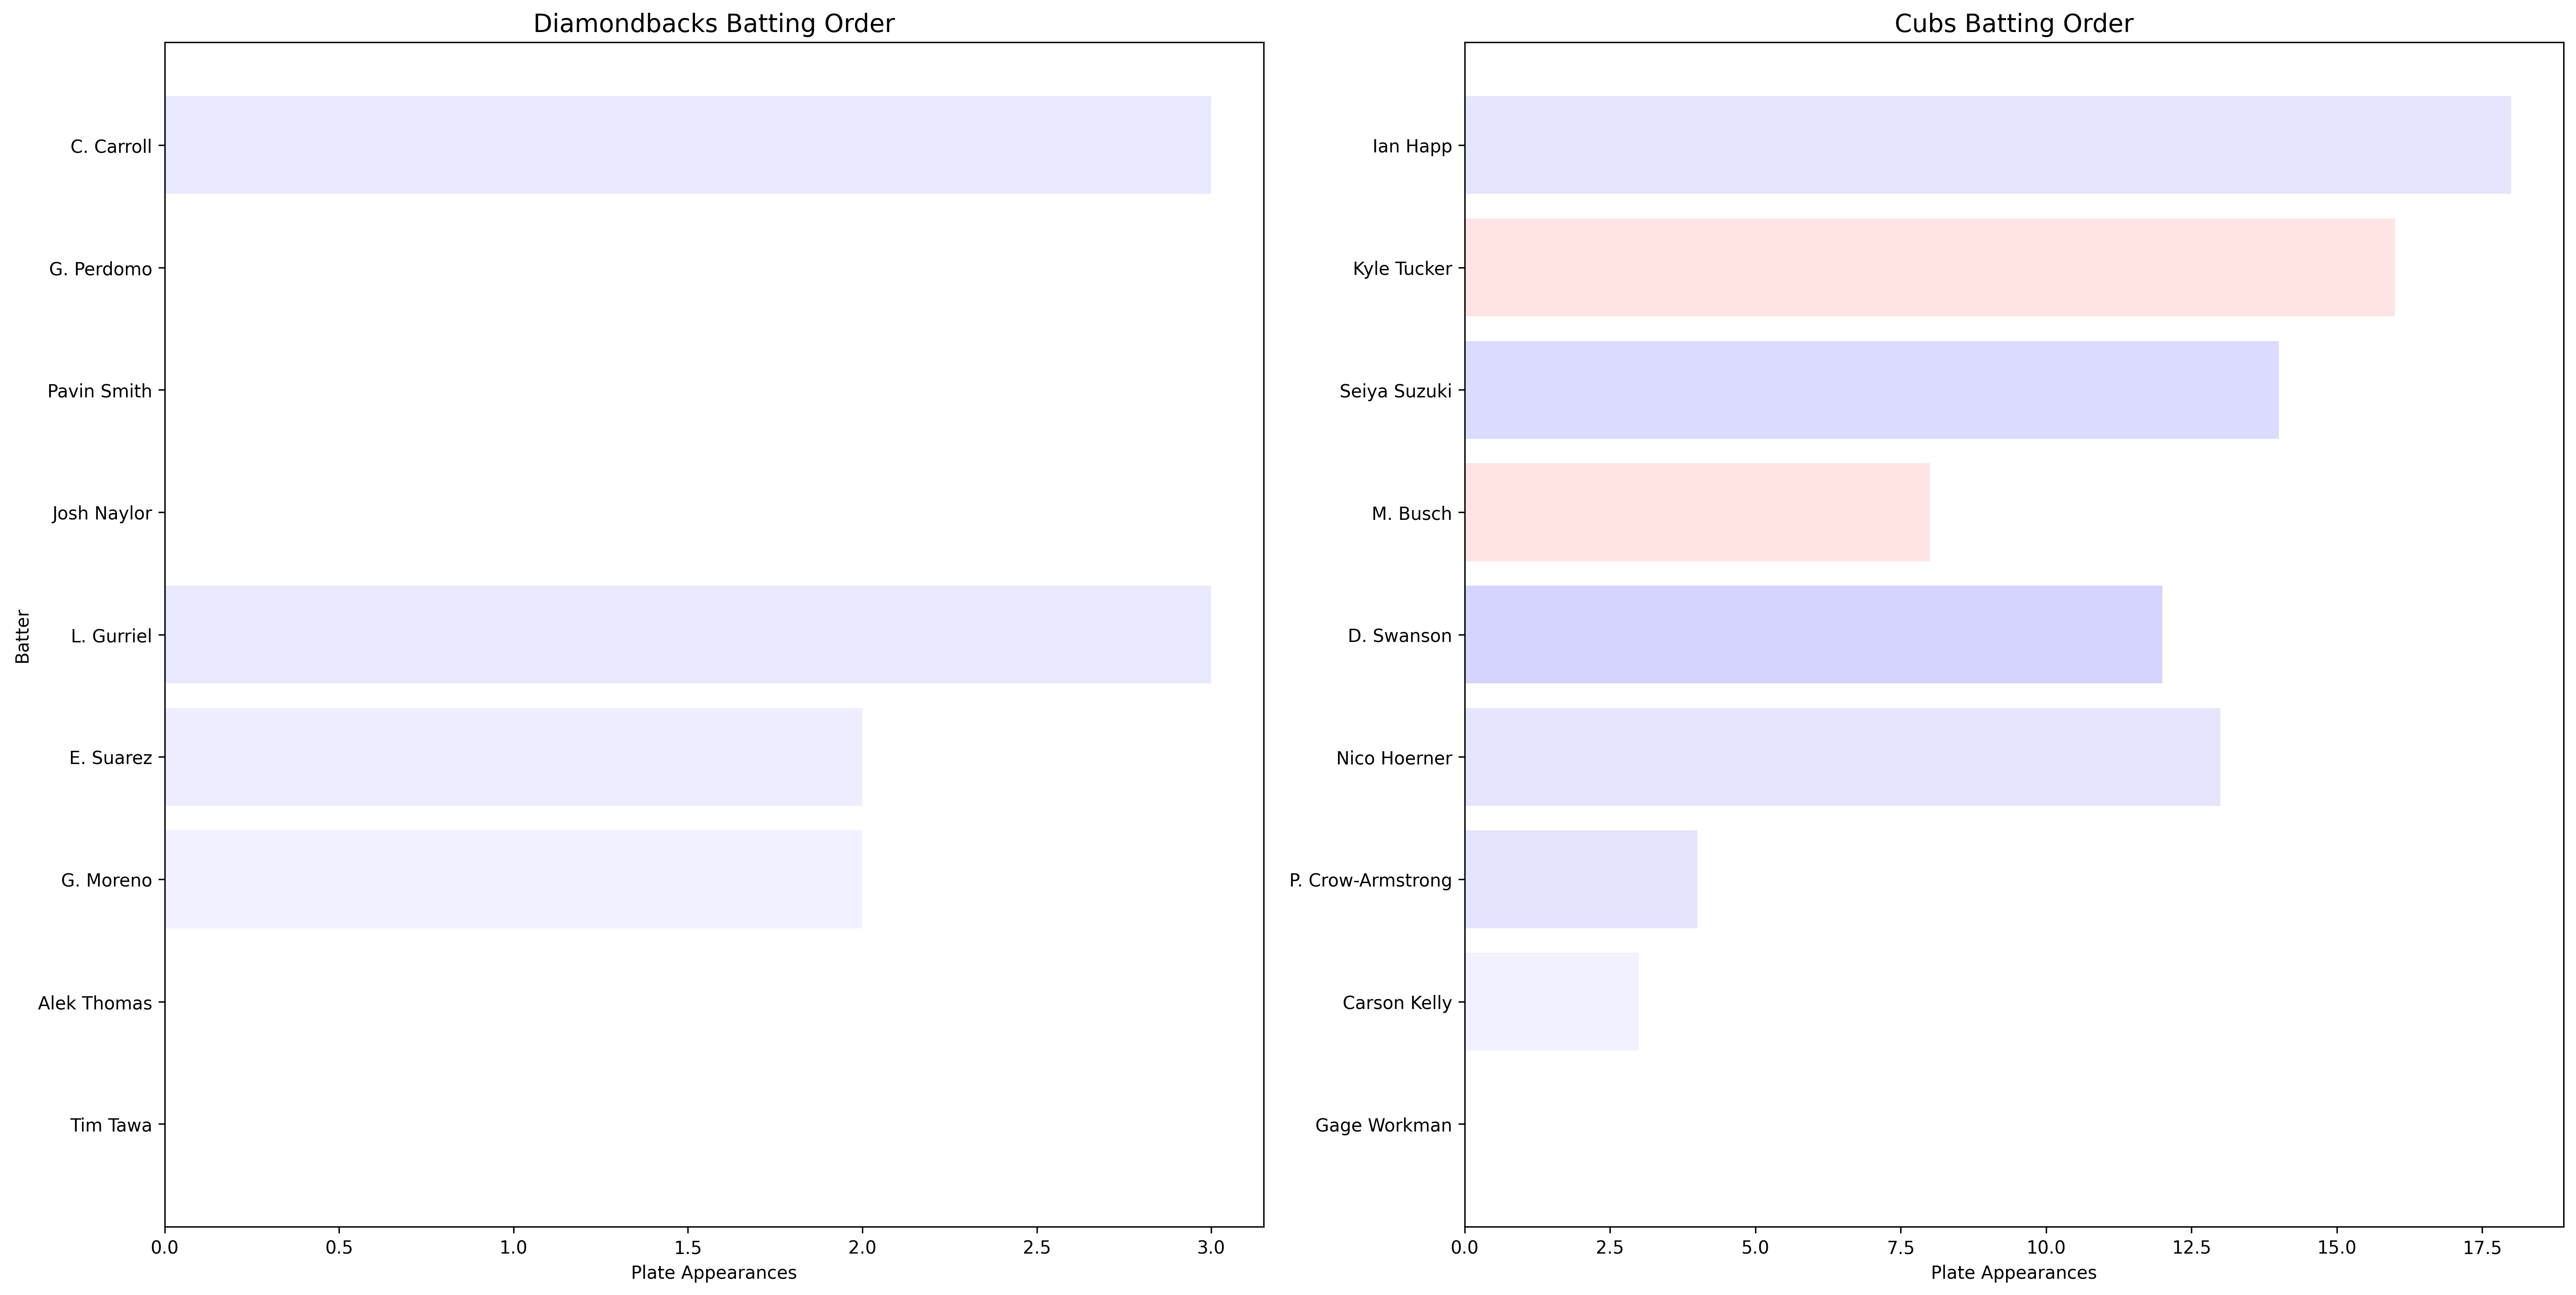 Diamondbacks Batting Order
Batter
C. Carroll
G. Perdomo
Pavin Smith
Josh Naylor
L. Gurriel
E. Suarez
G. Moreno
Alek Thomas
Tim Tawa
0.0 0.5 1.0 1.5 2.0 2.5 3.0
Plate Appearances
Cubs Batting Order
Ian Happ
Kyle Tucker
Seiya Suzuki
M. Busch
D. Swanson
Nico Hoerner
P. Crow-Armstrong
Carson Kelly
Gage Workman
0.0 2.5 5.0 7.5 10.0 12.5 15.0 17.5
Plate Appearances